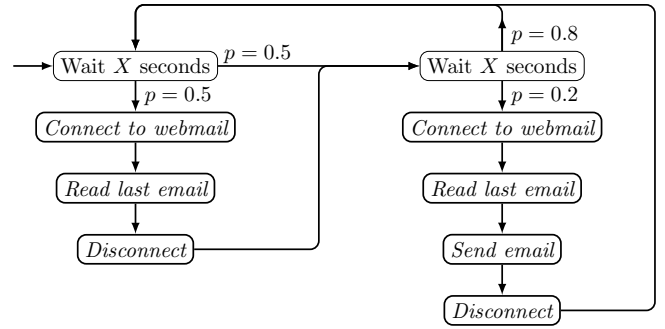 p = 0.8
Wait X seconds
p = 0.5
Wait X seconds
p = 0.5
p = 0.2
Connect to webmail
Connect to webmail
Read last email
Read last email
Disconnect
Send email
Disconnect